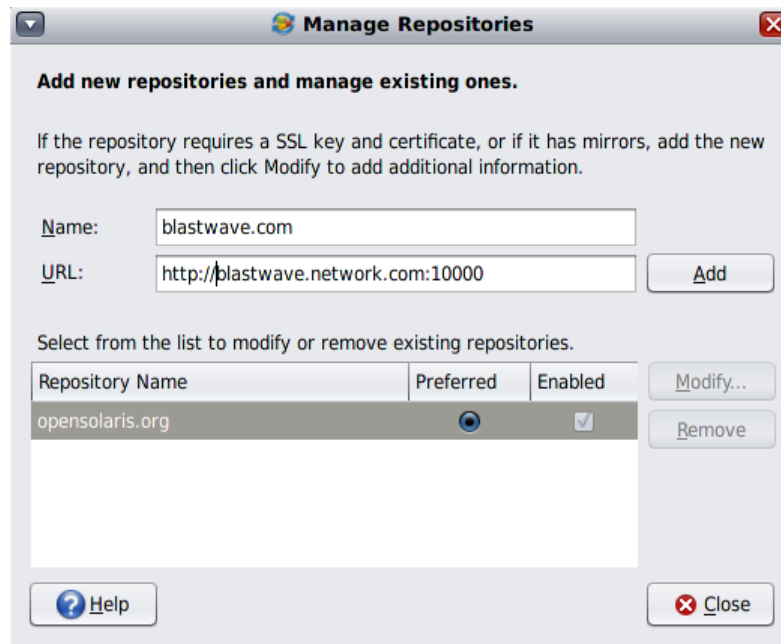 Manage Repositories
Add new repositories and manage existing ones.
If the repository requires a SSL key and certificate, or if it has mirrors, add the new
repository, and then click Modify to add additional information.
Name: blastwave.com
URL: http://blastwave.network.com:10000 Add
Select from the list to modify or remove existing repositories.
Repository Name Preferred Enabled Modify...
opensolaris.org Remove
Help Close